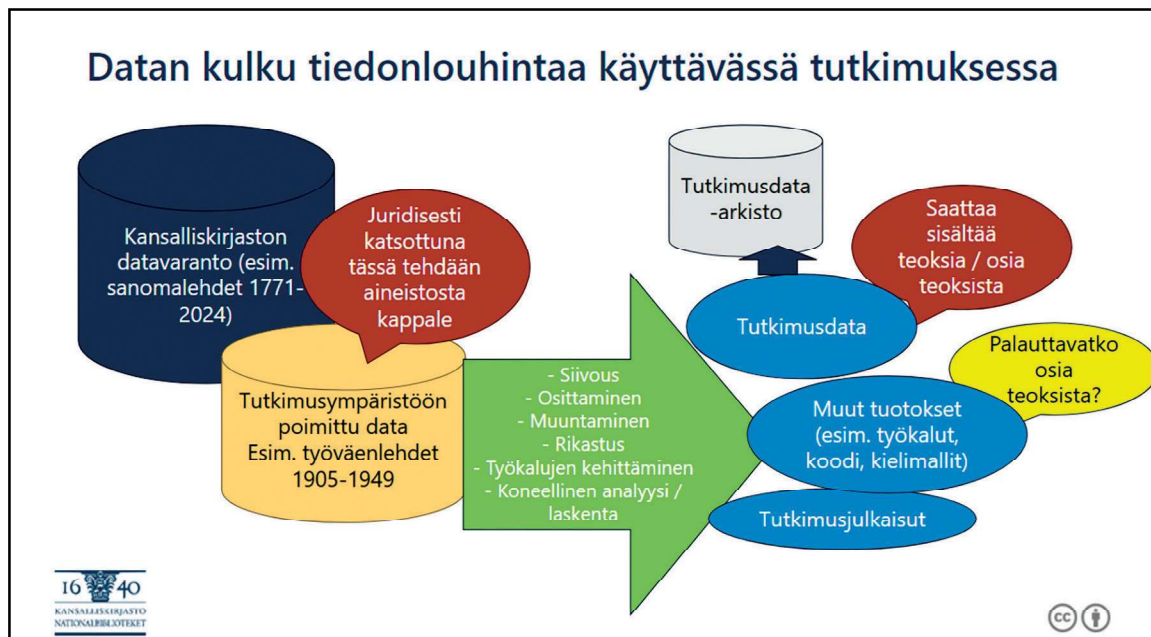 Datan kulku tiedonlouhintaa käyttävässä tutkimuksessa
Kansalliskirjaston
datavaranto (esim.
sanomalehdet 1771-
2024)
Juridisesti
katsottuna
tässä tehdään
aineistosta
kappale
Tutkimusympäristöön
poimittu data
Esim. työväenlehdet
1905-1949
- Siivous
- Osittaminen
- Muuntaminen
- Rikastus
- Työkalujen kehittäminen
- Koneellinen analyysi /
laskenta
Tutkimusdata
-arkisto
Saattaa
sisältää
teoksia / osia
teoksista
Tutkimusdata
Palauttavatko
osia
teoksista?
Muut tuotokset
(esim. työkalut,
koodi, kielimallit)
Tutkimusjulkaisut
16 40
KANSALLISKIRJASTO
NATIONALBIBLIOTEKET
cc